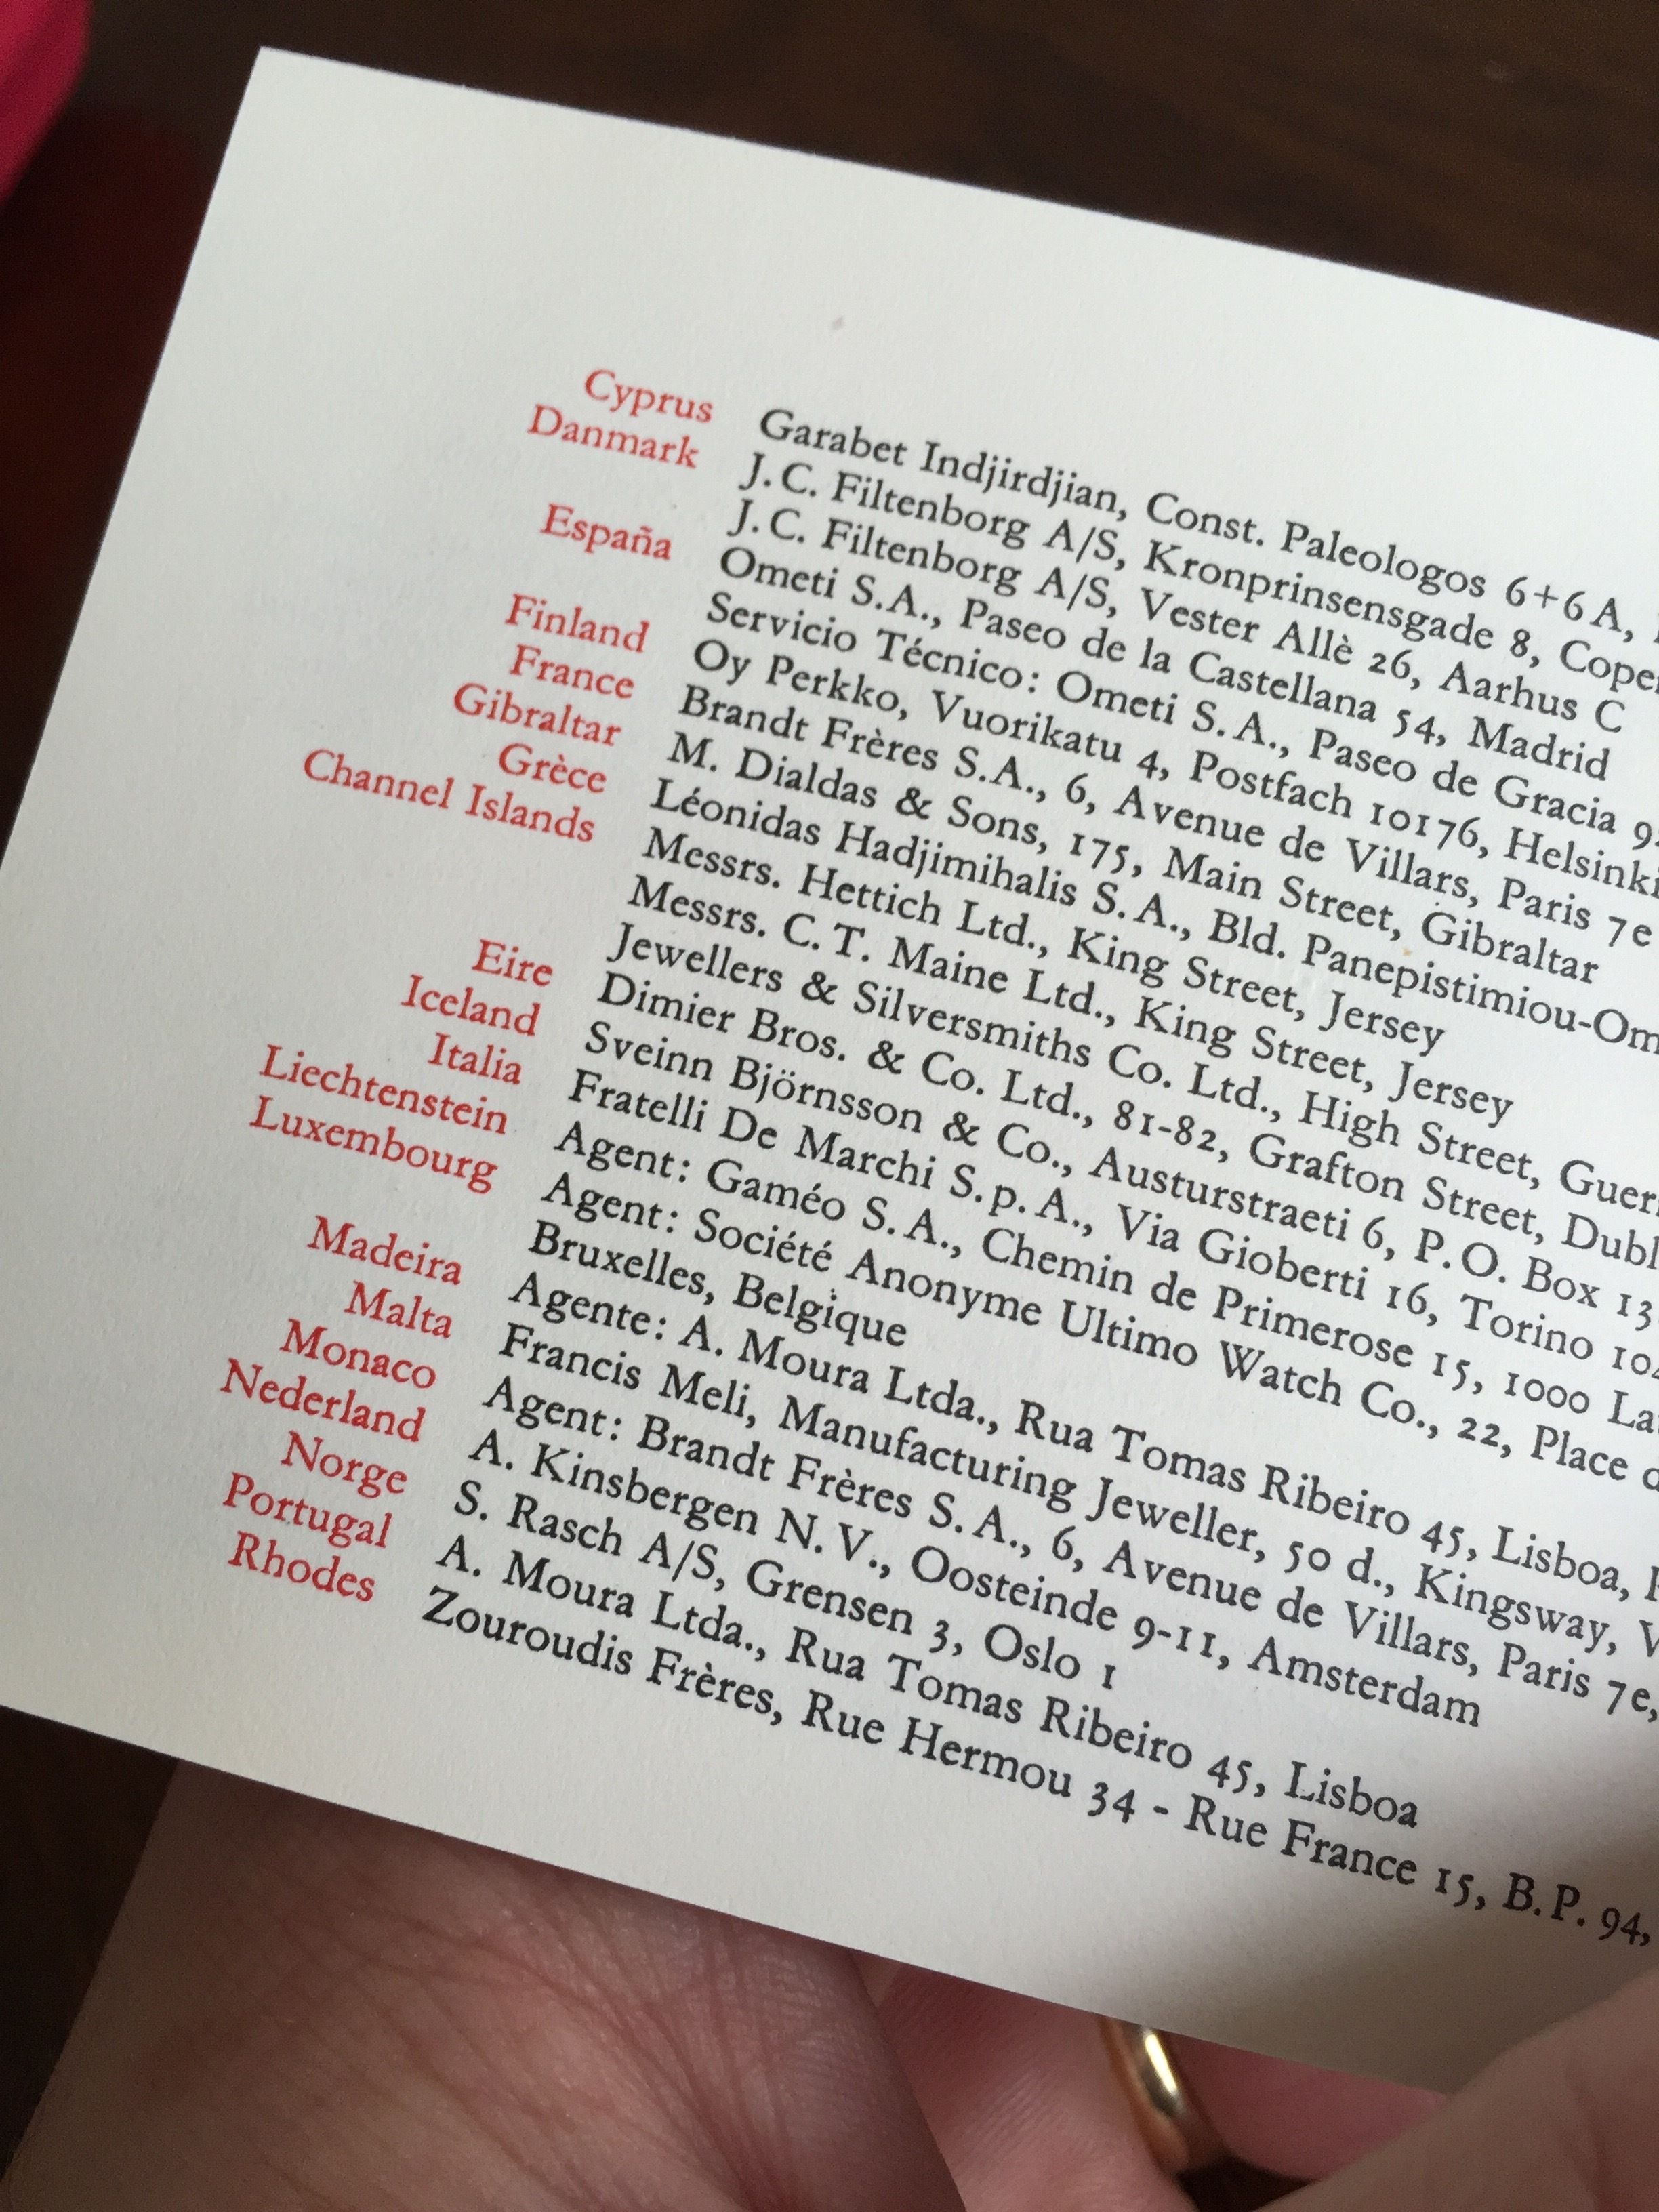 Cyprus Garabet Indjirdjian, Const. Paleologos 6+6 A,
Danmark J. C. Filtenborg A/S, Kronprinsensgade 8,
J. C. Filtenborg A/S, Vester Allè 26, Aarhus C
España Ometi S.A., Paseo de la Castellana 54, Madrid
Servicio Técnico: Ometi S. A., Paseo de Gracia
Finland Oy Perkko, Vuorikatu 4, Postfach 10176, Helsinki
France Brandt Frères S.A., 6, Avenue de Villars, Paris 7e
Gibraltar M. Dialdas & Sons, 175, Main Street, Gibraltar
Grèce Léonidas Hadjimihalis S. A., Bld. Panepistimiou-Om
Channel Islands Messrs. Hettich Ltd., King Street, Jersey
Messrs. C. T. Maine Ltd., King Street, Jersey
Jewellers & Silversmiths Co. Ltd., High Street, Guer
Eire Dimier Bros. & Co. Ltd., 81-82, Grafton Street, Dubl
Iceland Sveinn Björnsson & Co., Austurstraeti 6, P. O. Box 13
Italia Fratelli De Marchi S. p. A., Via Gioberti 16, Torino 10
Liechtenstein Agent: Gaméo S. A., Chemin de Primerose 15, 1000 La
Luxembourg Agent: Société Anonyme Ultimo Watch Co., 22, Place d
Bruxelles, Belgique
Madeira Agente: A. Moura Ltda., Rua Tomas Ribeiro 45, Lisboa,
Malta Francis Meli, Manufacturing Jeweller, 50 d., Kingsway, V
Monaco Agent: Brandt Frères S. A., 6, Avenue de Villars, Paris 7e,
Nederland A. Kinsbergen N. V., Oosteinde 9-11, Amsterdam
Norge S. Rasch A/S, Grensen 3, Oslo 1
Portugal A. Moura Ltda., Rua Tomas Ribeiro 45, Lisboa
Rhodes Zouroudis Frères, Rue Hermou 34 - Rue France 15, B. P. 94,